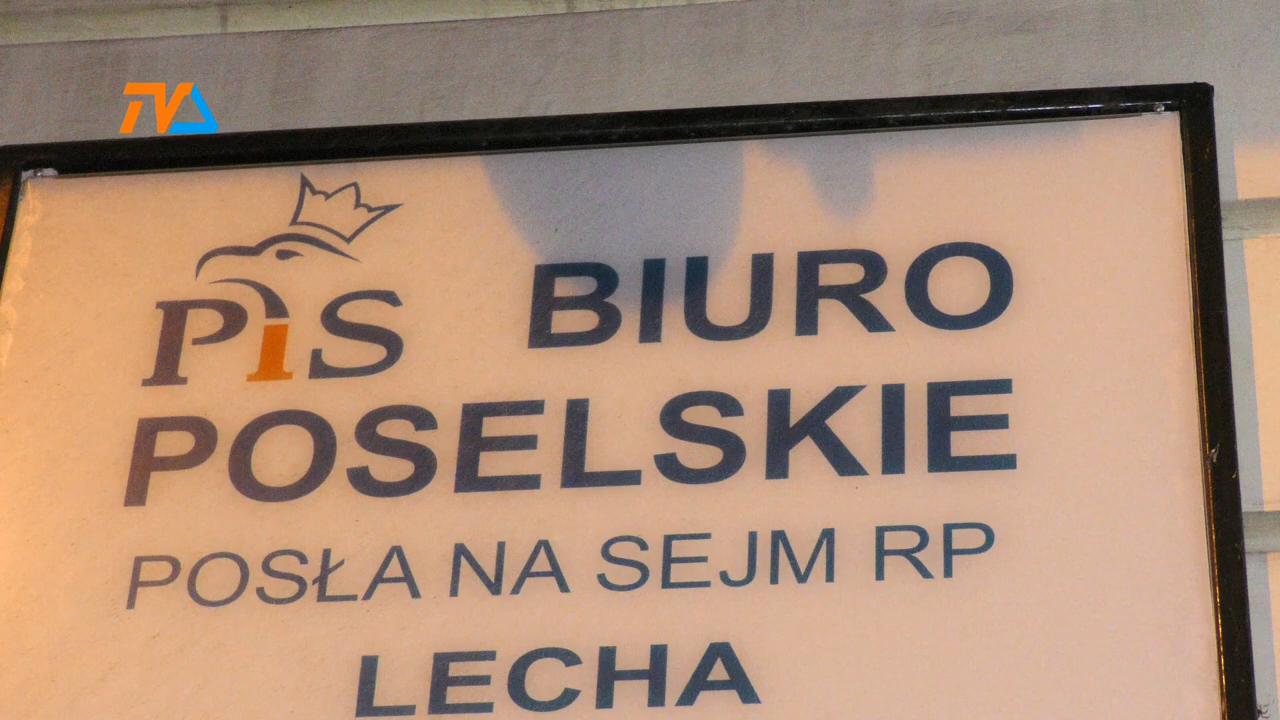 TVA
PiS BIURO
POSELSKIE
POSŁA NA SEJM RP
LECHA